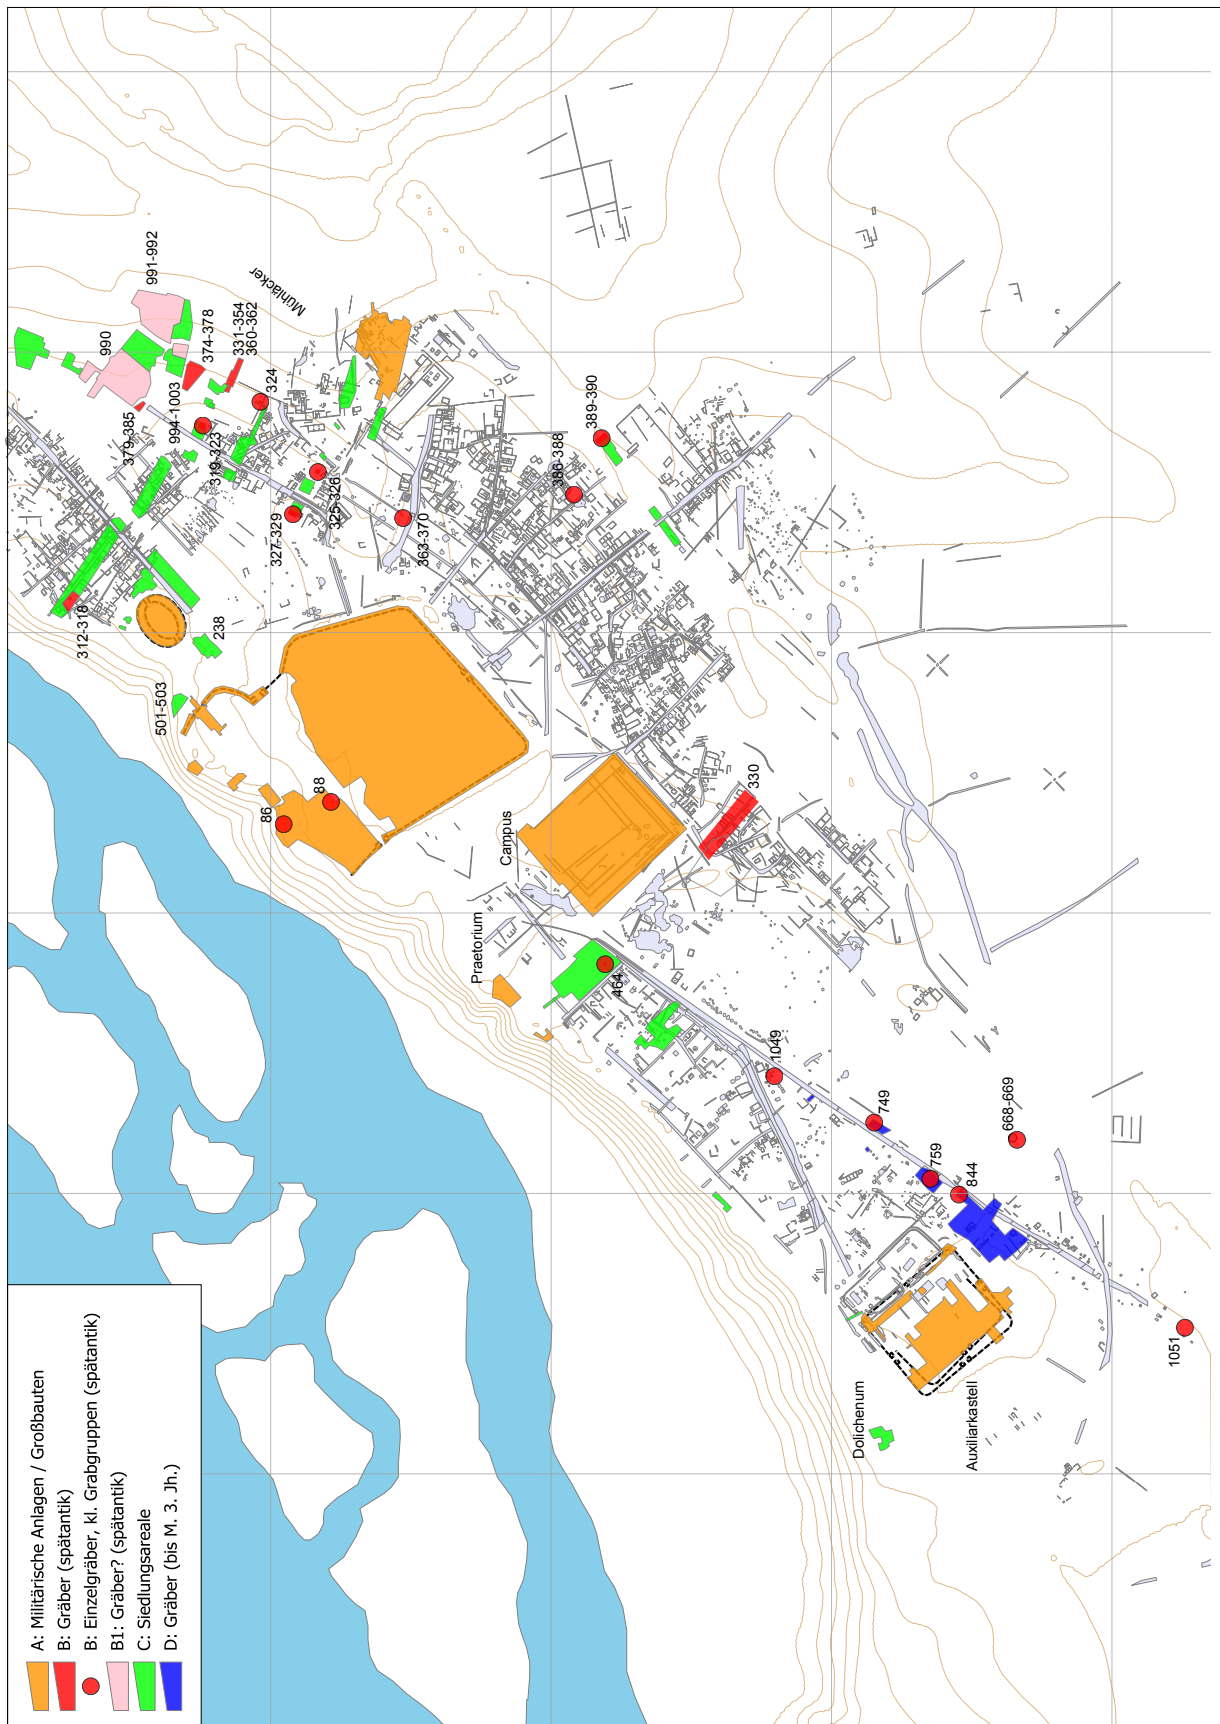 A: Militärische Anlagen / Großbauten
B: Gräber (spätantik)
B: Einzelgräber, kl. Grabgruppen (spätantik)
B1: Gräber? (spätantik)
C: Siedlungsareale
D: Gräber (bis M. 3. Jh.)
991-992
990
Mühläcker
374-378
331-354
360-362
324
379-385
994-1003
319-323
325-326
327-329
363-370
386-388
389-390
312-318
238
501-503
86
88
330
Campus
Praetorium
464
1049
749
759
844
668-669
1051
Dolichenum
Auxiliarkastell